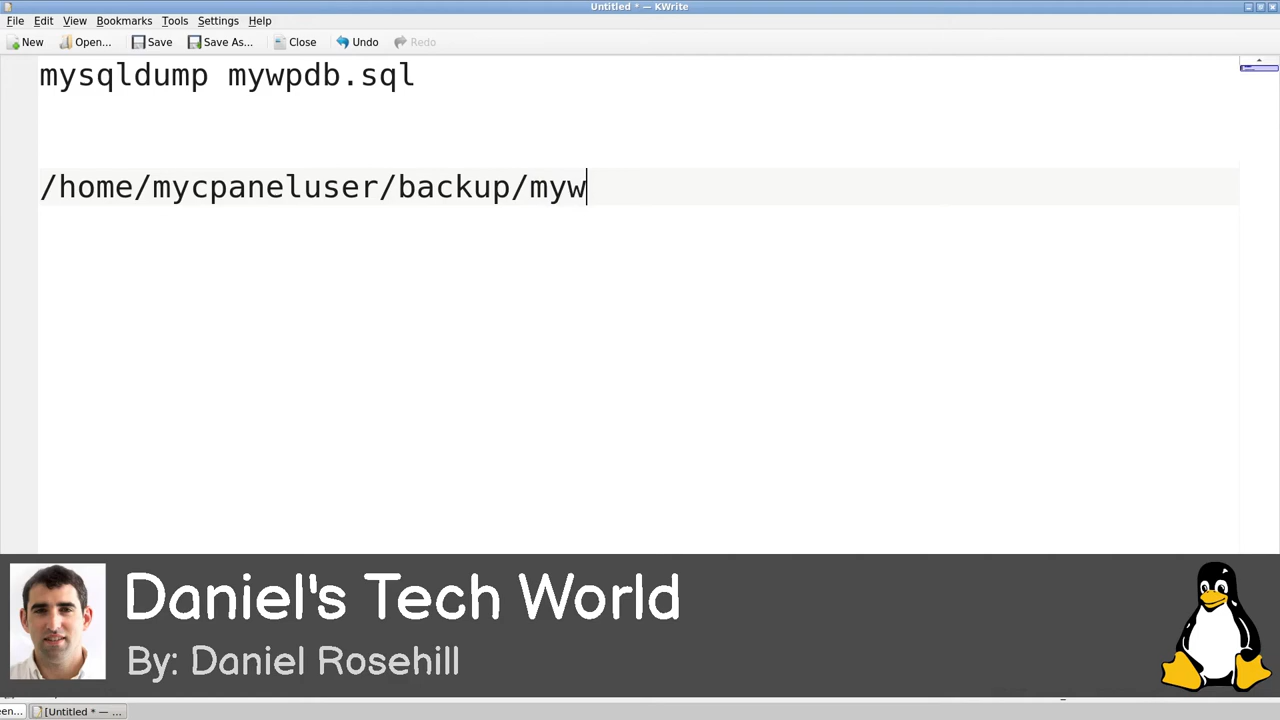 Untitled * — KWrite
File Edit View Bookmarks Tools Settings Help
New Open... Save Save As... Close Undo Redo
mysqldump mywpdb.sql
/home/mycpaneluser/backup/myw
Daniel's Tech World
By: Daniel Rosehill
een... [Untitled * — ...